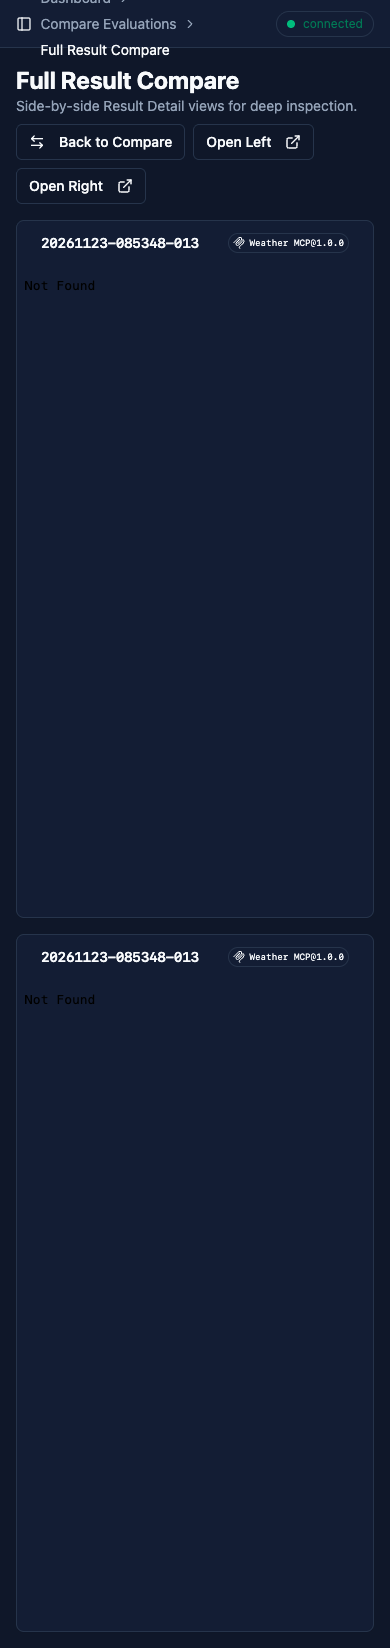 Dashboard
Compare Evaluations
connected
Full Result Compare
Full Result Compare
Side-by-side Result Detail views for deep inspection.
Back to Compare
Open Left
Open Right
20261123-085348-013
Weather MCP@1.0.0
Not Found
20261123-085348-013
Weather MCP@1.0.0
Not Found